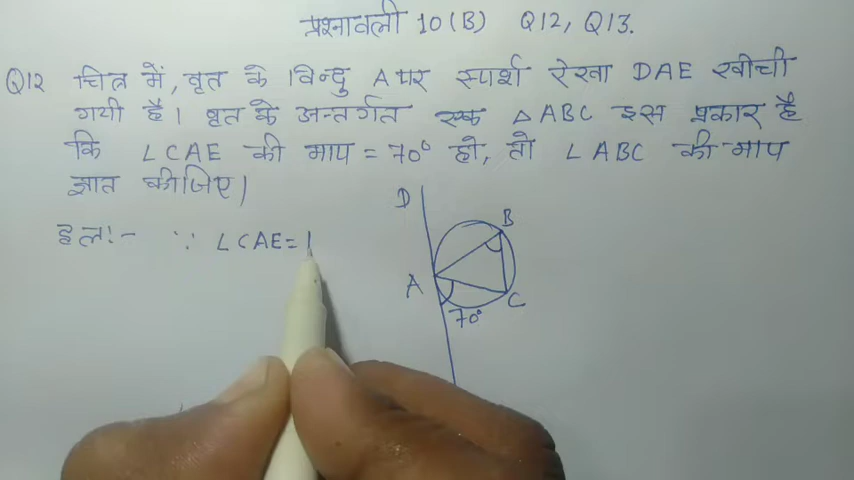 प्रश्नावली 10(B) Q12, Q13.
Q12 चित्र में, वृत के विन्दु A पर स्पर्श रेखा DAE खीची
गयी है। वृत के अन्तर्गत एक △ABC इस प्रकार है
कि ∠CAE की माप = 70° हो, तो ∠ABC की माप
ज्ञात कीजिए।
हल:- ∵ ∠CAE=
D
B
A
C
70°